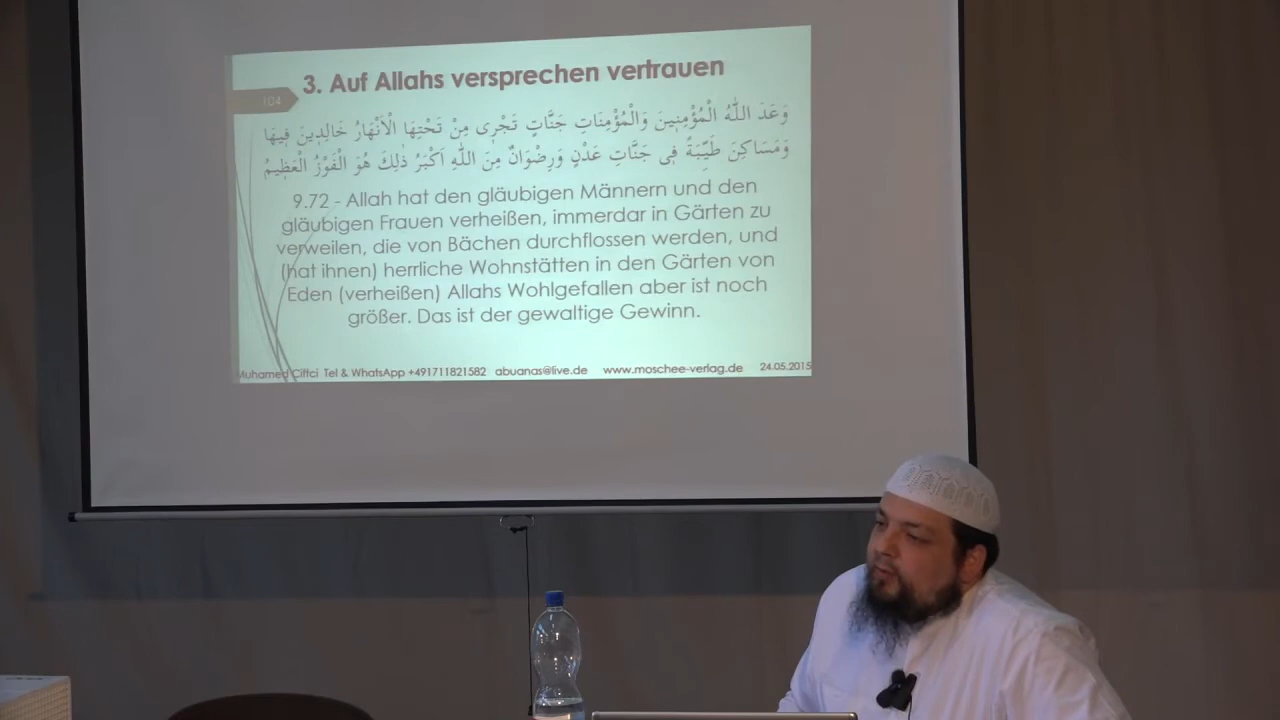 3. Auf Allahs versprechen vertrauen
104
وَعَدَ اللّٰهُ الْمُؤْمِنِينَ وَالْمُؤْمِنَاتِ جَنَّاتٍ تَجْرِى مِنْ تَحْتِهَا الْاَنْهَارُ خَالِدِينَ فِيهَا
وَمَسَاكِنَ طَيِّبَةً فِى جَنَّاتِ عَدْنٍ وَرِضْوَانٌ مِنَ اللّٰهِ اَكْبَرُ ذٰلِكَ هُوَ الْفَوْزُ الْعَظِيمُ
9.72 - Allah hat den gläubigen Männern und den
gläubigen Frauen verheißen, immerdar in Gärten zu
verweilen, die von Bächen durchflossen werden, und
(hat ihnen) herrliche Wohnstätten in den Gärten von
Eden (verheißen) Allahs Wohlgefallen aber ist noch
größer. Das ist der gewaltige Gewinn.
Muhamed Ciftci Tel & WhatsApp +491711821582 abuanas@live.de www.moschee-verlag.de 24.05.2015